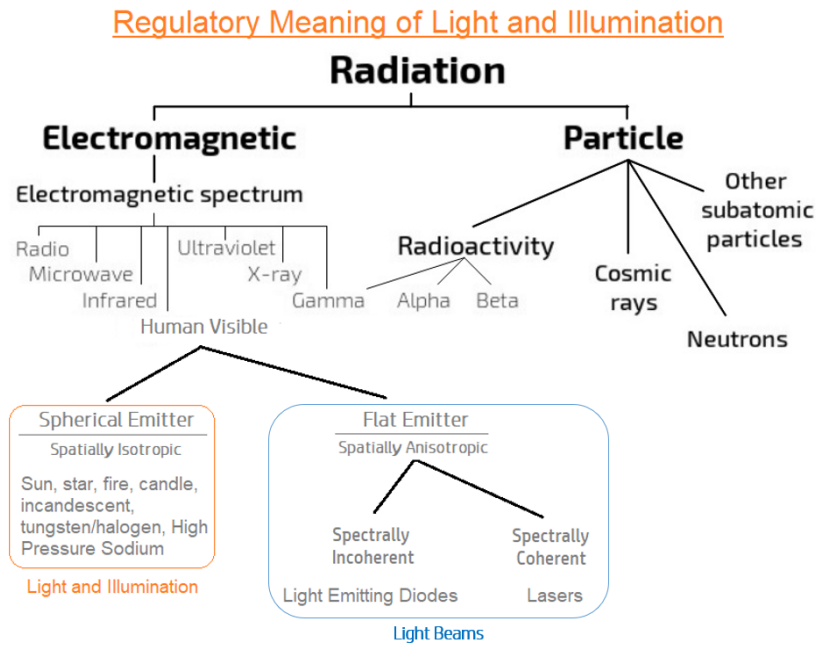 Regulatory Meaning of Light and Illumination
Radiation
Electromagnetic
Particle
Electromagnetic spectrum
Other
subatomic
particles
Radio
Ultraviolet
Radioactivity
Microwave
X-ray
Cosmic
rays
Infrared
Gamma
Alpha
Beta
Human Visible
Neutrons
Spherical Emitter
Spatially Isotropic
Sun, star, fire, candle,
incandescent,
tungsten/halogen, High
Pressure Sodium
Light and Illumination
Flat Emitter
Spatially Anisotropic
Spectrally
Incoherent
Spectrally
Coherent
Light Emitting Diodes
Lasers
Light Beams